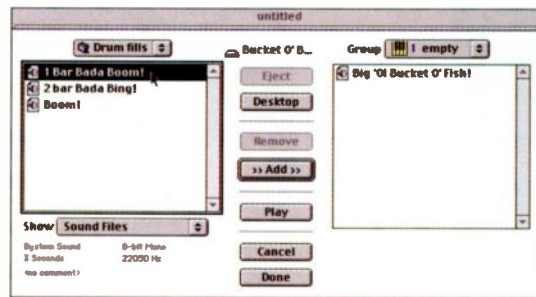 untitled
Drum fills
1 Bar Bada Boom!
2 bar Bada Bing!
Boom!
Show Sound Files
System Sound 8-bit Mono
3 Seconds 22050 Hz
<no comment>
Bucket O' B...
Eject
Desktop
Remove
>> Add >>
Play
Cancel
Done
Group 1 empty
Big 'Ol Bucket O' Fish!